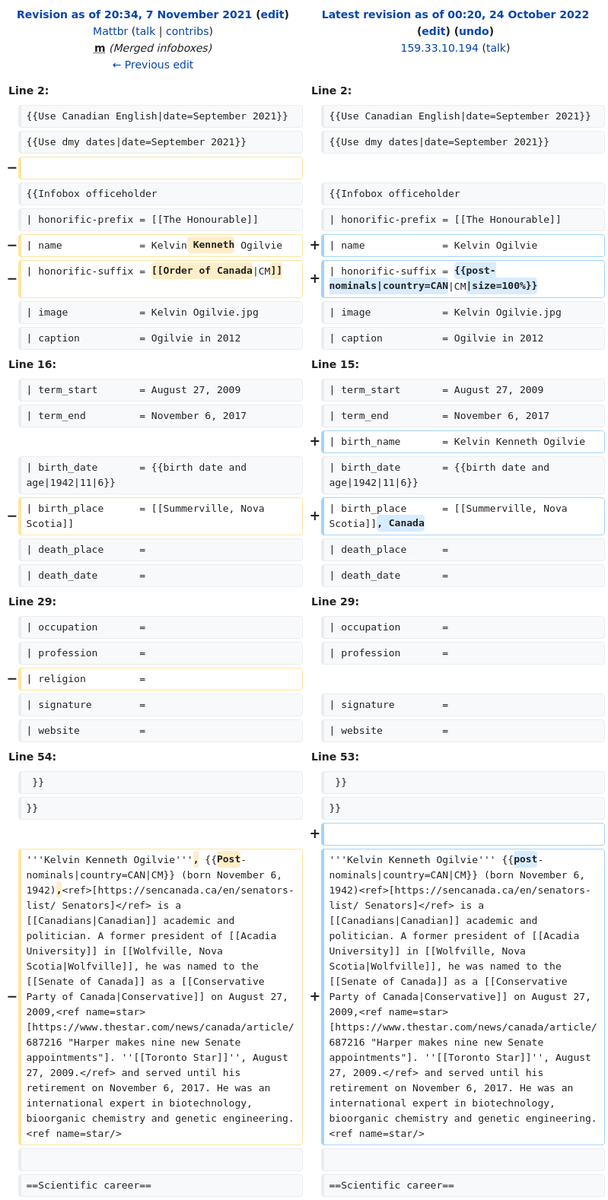 Revision as of 20:34, 7 November 2021 (edit)
Mattbr (talk | contribs)
m (Merged infoboxes)
← Previous edit
Latest revision as of 00:20, 24 October 2022
(edit) (undo)
159.33.10.194 (talk)
Line 2:
Line 2:
{{Use Canadian English|date=September 2021}}
{{Use Canadian English|date=September 2021}}
{{Use dmy dates|date=September 2021}}
{{Use dmy dates|date=September 2021}}
−
{{Infobox officeholder
{{Infobox officeholder
| honorific-prefix = [[The Honourable]]
| honorific-prefix = [[The Honourable]]
− | name = Kelvin Kenneth Ogilvie
+ | name = Kelvin Ogilvie
− | honorific-suffix = [[Order of Canada|CM]]
+ | honorific-suffix = {{post-
nominals|country=CAN|CM|size=100%}}
| image = Kelvin Ogilvie.jpg
| image = Kelvin Ogilvie.jpg
| caption = Ogilvie in 2012
| caption = Ogilvie in 2012
Line 16:
Line 15:
| term_start = August 27, 2009
| term_start = August 27, 2009
| term_end = November 6, 2017
| term_end = November 6, 2017
+ | birth_name = Kelvin Kenneth Ogilvie
| birth_date = {{birth date and
age|1942|11|6}}
| birth_date = {{birth date and
age|1942|11|6}}
− | birth_place = [[Summerville, Nova
Scotia]]
+ | birth_place = [[Summerville, Nova
Scotia]], Canada
| death_place =
| death_place =
| death_date =
| death_date =
Line 29:
Line 29:
| occupation =
| occupation =
| profession =
| profession =
− | religion =
| signature =
| signature =
| website =
| website =
Line 54:
Line 53:
}}
}}
}}
}}
+
− '''Kelvin Kenneth Ogilvie''', {{Post-
nominals|country=CAN|CM}} (born November 6,
1942),<ref>[https://sencanada.ca/en/senators-
list/ Senators]</ref> is a
[[Canadians|Canadian]] academic and
politician. A former president of [[Acadia
University]] in [[Wolfville, Nova
Scotia|Wolfville]], he was named to the
[[Senate of Canada]] as a [[Conservative
Party of Canada|Conservative]] on August 27,
2009,<ref name=star>
[https://www.thestar.com/news/canada/article/
687216 "Harper makes nine new Senate
appointments"]. ''[[Toronto Star]]'', August
27, 2009.</ref> and served until his
retirement on November 6, 2017. He was an
international expert in biotechnology,
bioorganic chemistry and genetic engineering.
<ref name=star/>
+ '''Kelvin Kenneth Ogilvie''' {{post-
nominals|country=CAN|CM}} (born November 6,
1942)<ref>[https://sencanada.ca/en/senators-
list/ Senators]</ref> is a
[[Canadians|Canadian]] academic and
politician. A former president of [[Acadia
University]] in [[Wolfville, Nova
Scotia|Wolfville]], he was named to the
[[Senate of Canada]] as a [[Conservative
Party of Canada|Conservative]] on August 27,
2009,<ref name=star>
[https://www.thestar.com/news/canada/article/
687216 "Harper makes nine new Senate
appointments"]. ''[[Toronto Star]]'', August
27, 2009.</ref> and served until his
retirement on November 6, 2017. He was an
international expert in biotechnology,
bioorganic chemistry and genetic engineering.
<ref name=star/>
==Scientific career==
==Scientific career==